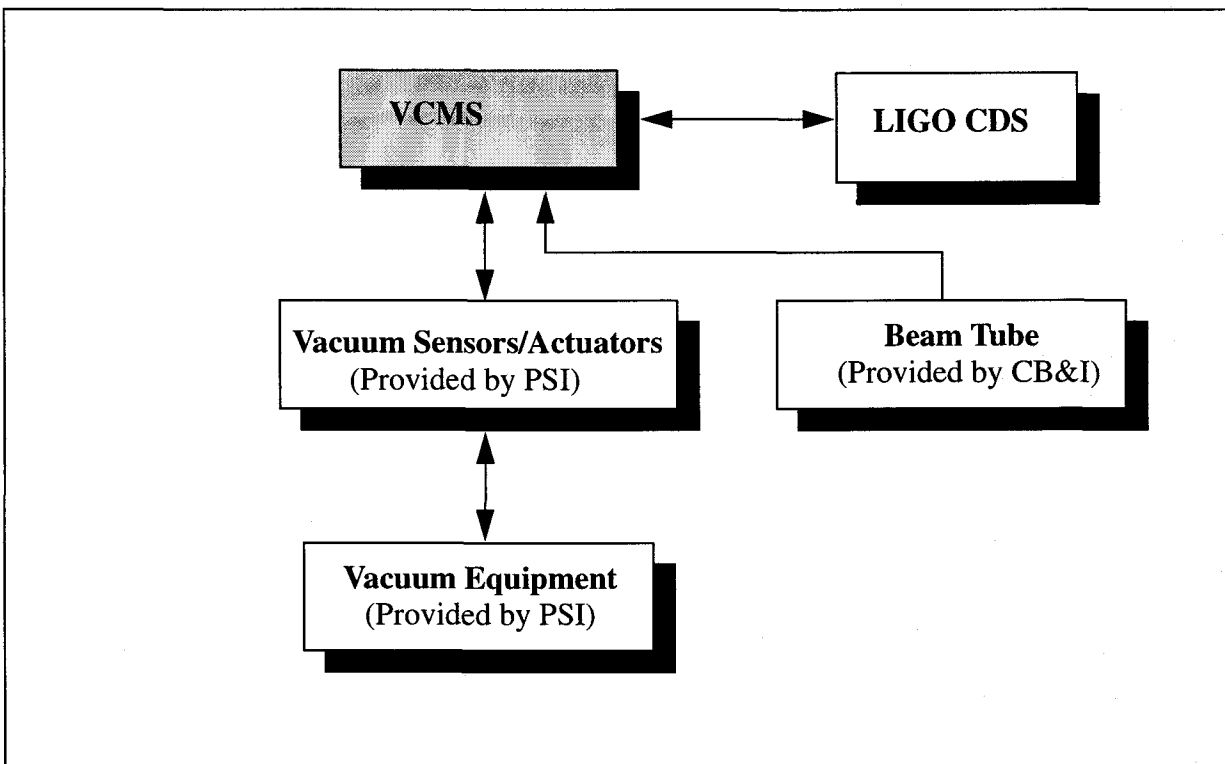 VCMS
LIGO CDS
Vacuum Sensors/Actuators
(Provided by PSI)
Beam Tube
(Provided by CB&I)
Vacuum Equipment
(Provided by PSI)